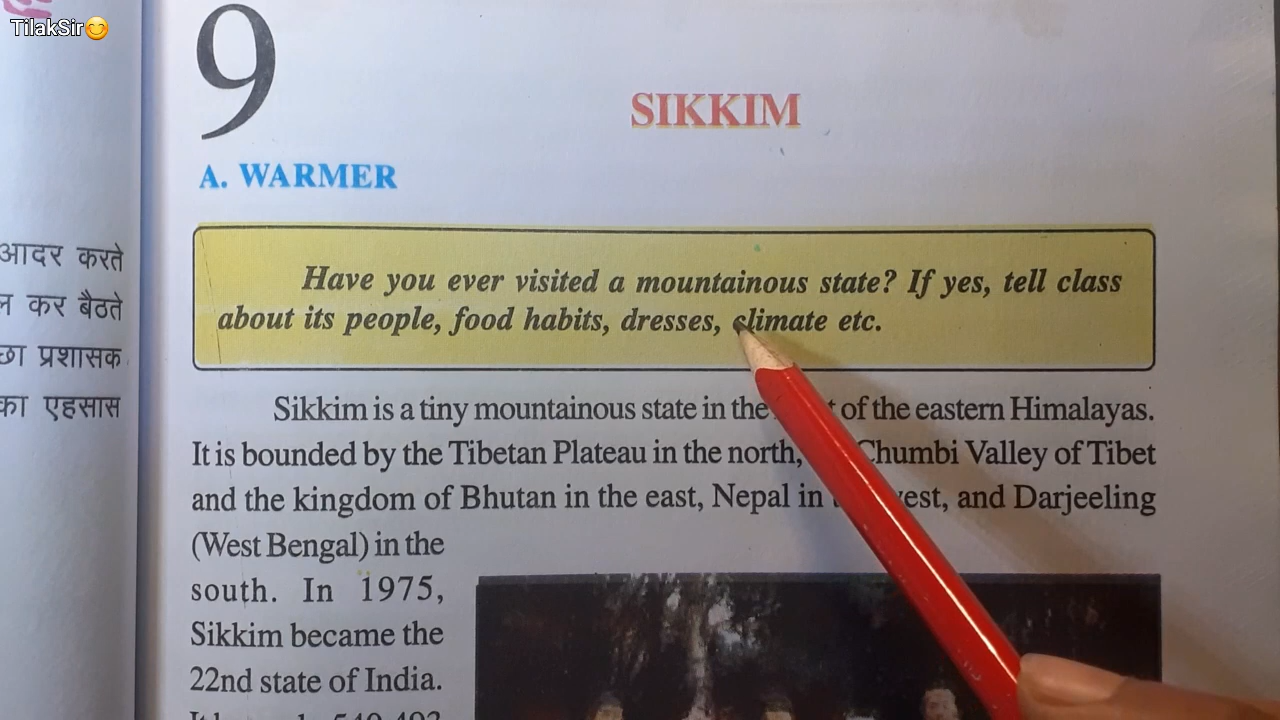 TilakSir😊
आदर करते
कर बैठते
प्रशासक
का एहसास
9
SIKKIM
A. WARMER
Have you ever visited a mountainous state? If yes, tell class
about its people, food habits, dresses, climate etc.
Sikkim is a tiny mountainous state in the of the eastern Himalayas.
It is bounded by the Tibetan Plateau in the north, Chumbi Valley of Tibet
and the kingdom of Bhutan in the east, Nepal in west, and Darjeeling
(West Bengal) in the
south. In 1975,
Sikkim became the
22nd state of India.